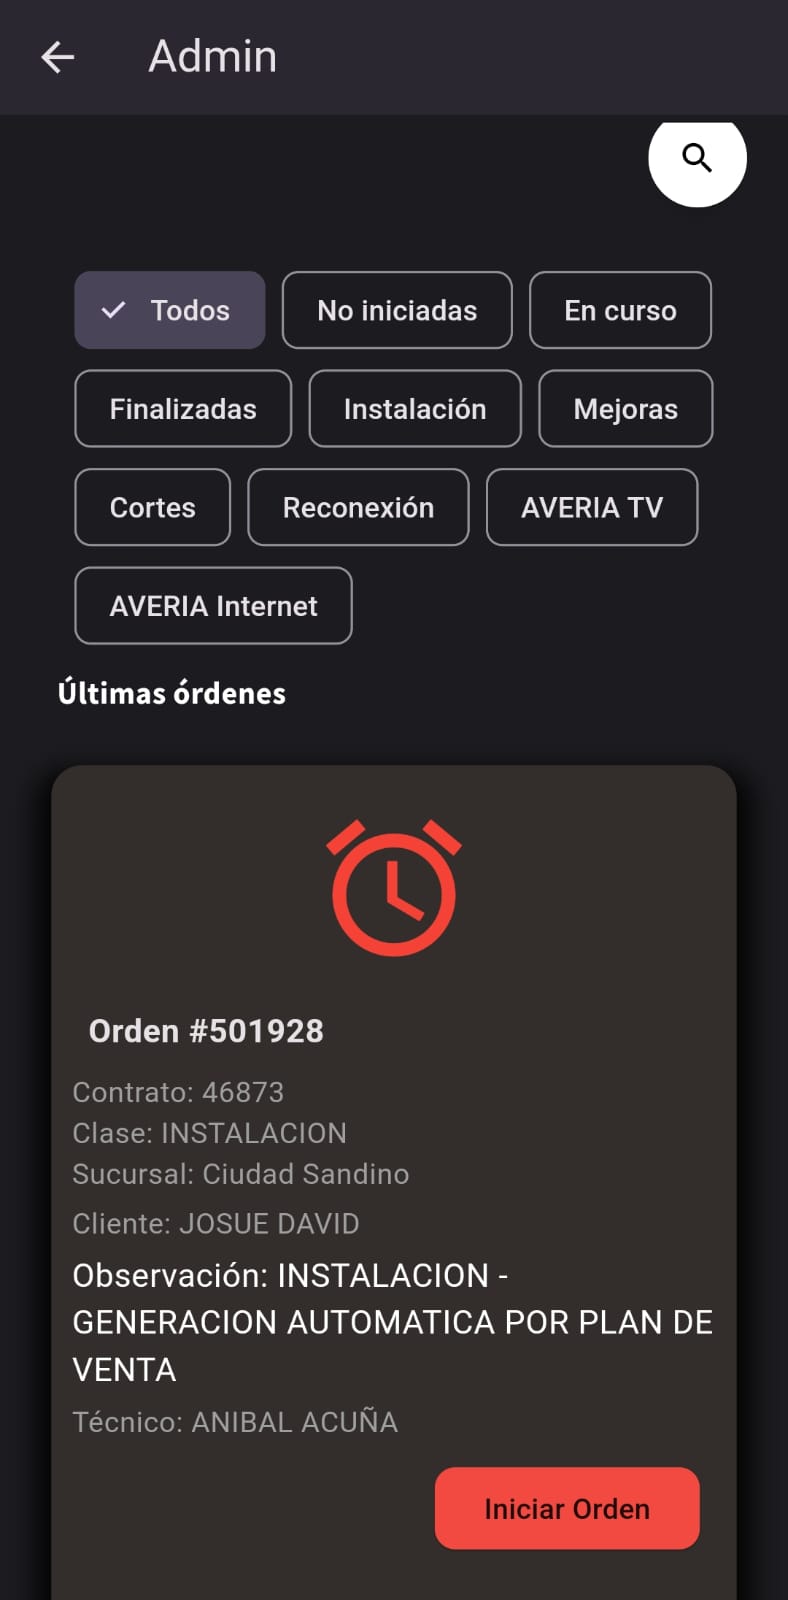 Admin
Todos
No iniciadas
En curso
Finalizadas
Instalación
Mejoras
Cortes
Reconexión
AVERIA TV
AVERIA Internet
Últimas órdenes
Orden #501928
Contrato: 46873
Clase: INSTALACION
Sucursal: Ciudad Sandino
Cliente: JOSUE DAVID
Observación: INSTALACION -
GENERACION AUTOMATICA POR PLAN DE
VENTA
Técnico: ANIBAL ACUÑA
Iniciar Orden